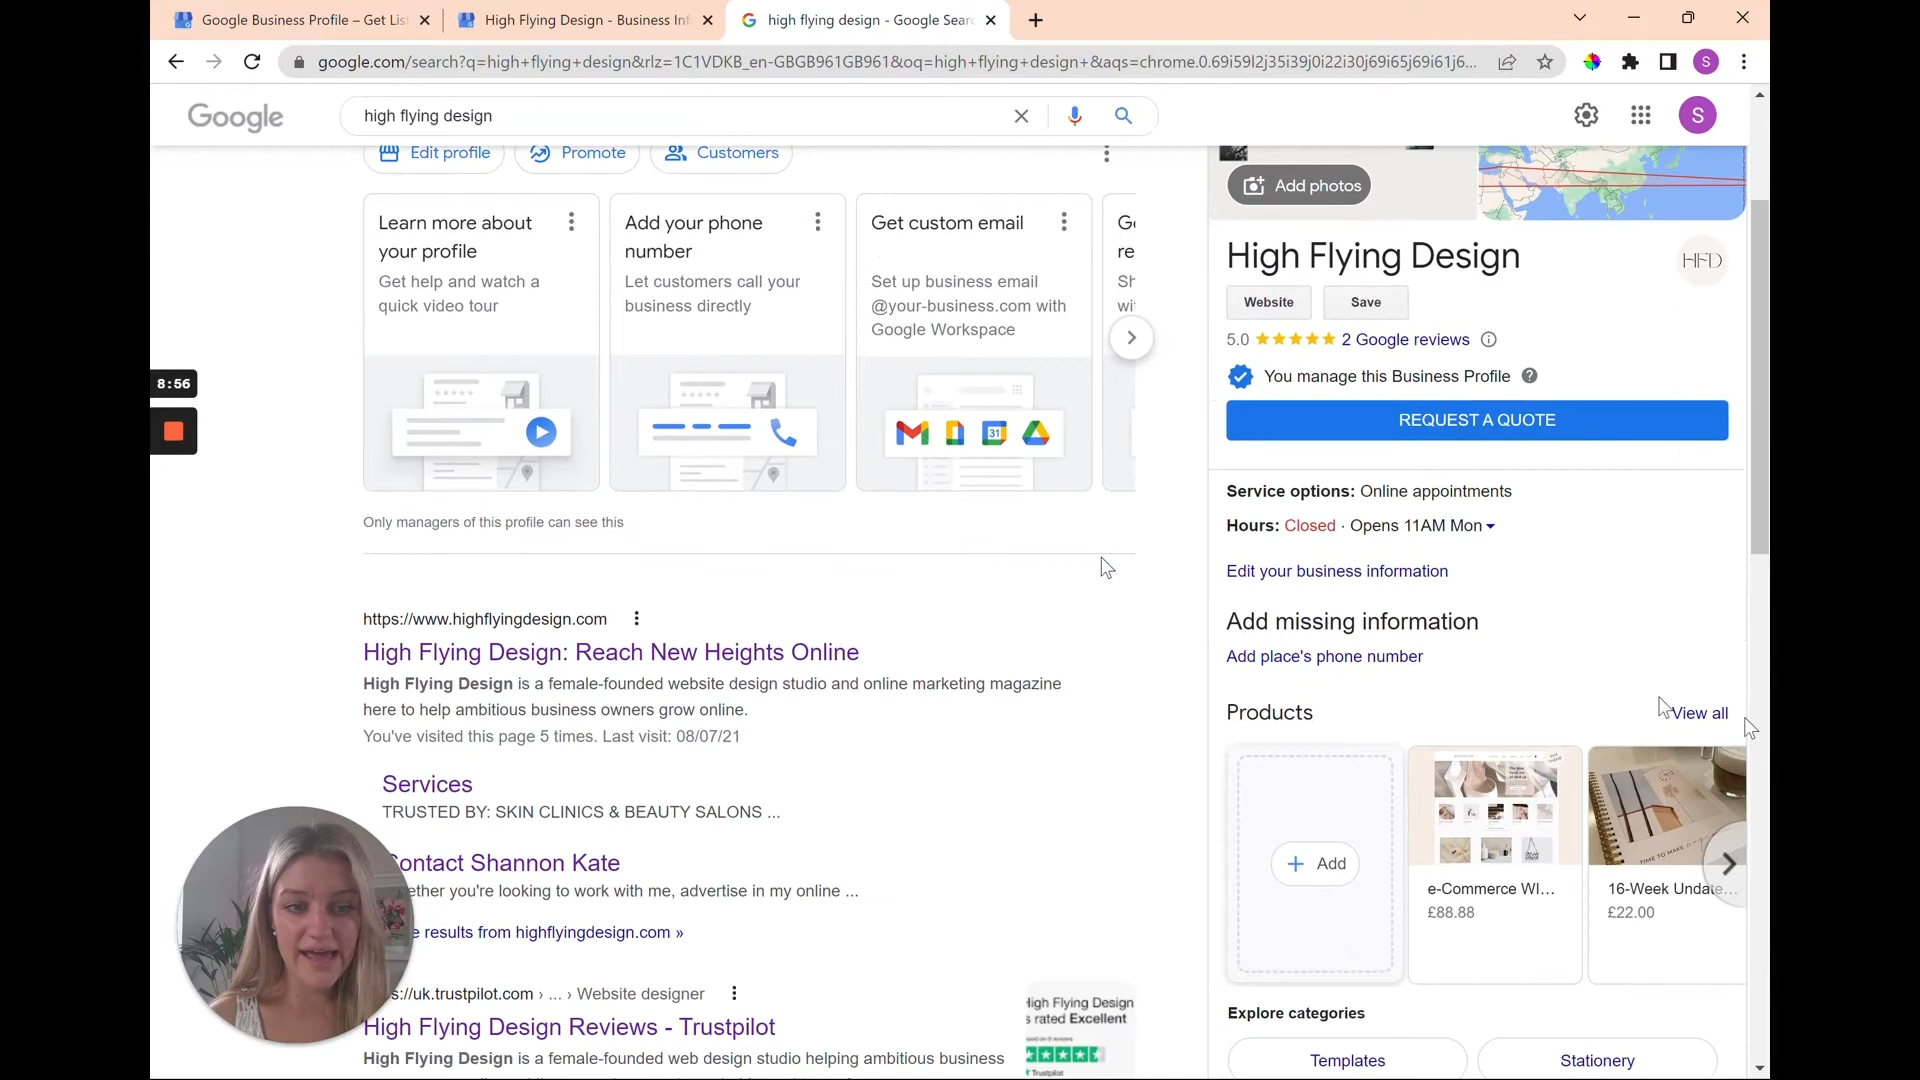 Google Business Profile – Get Lis
High Flying Design - Business Inf
high flying design - Google Sear
google.com/search?q=high+flying+design&rlz=1C1VDKB_en-GBGB961GB961&oq=high+flying+design+&aqs=chrome.0.69i59l2j35i39j0i22i30j69i65j69i61j6...
S
Google
high flying design
S
Edit profile
Promote
Customers
Add photos
Learn more about
your profile
Get help and watch a
quick video tour
Add your phone
number
Let customers call your
business directly
Get custom email
Set up business email
@your-business.com with
Google Workspace
31
Only managers of this profile can see this
8:56
High Flying Design
HFD
Website
Save
5.0
2 Google reviews
You manage this Business Profile
REQUEST A QUOTE
Service options: Online appointments
Hours: Closed · Opens 11AM Mon
Edit your business information
Add missing information
Add place's phone number
Products
View all
Add
e-Commerce WI...
£88.88
16-Week Undate...
£22.00
TIME TO MAKE
Explore categories
Templates
Stationery
https://www.highflyingdesign.com
High Flying Design: Reach New Heights Online
High Flying Design is a female-founded website design studio and online marketing magazine
here to help ambitious business owners grow online.
You've visited this page 5 times. Last visit: 08/07/21
Services
TRUSTED BY: SKIN CLINICS & BEAUTY SALONS ...
Contact Shannon Kate
ether you're looking to work with me, advertise in my online ...
results from highflyingdesign.com »
s://uk.trustpilot.com › ... › Website designer
High Flying Design Reviews - Trustpilot
High Flying Design is a female-founded web design studio helping ambitious business
High Flying Design
s rated Excellent
Trustpilot